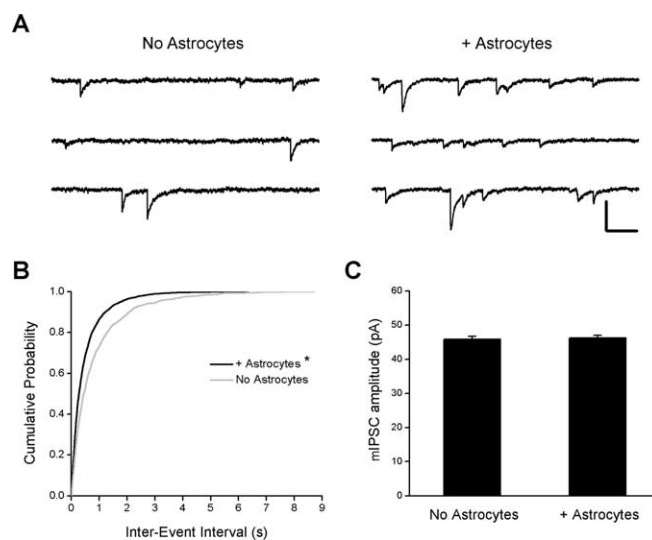 A
No Astrocytes
+ Astrocytes
B
Cumulative Probability
1.0
0.8
0.6
0.4
0.2
0.0
+ Astrocytes *
No Astrocytes
0 1 2 3 4 5 6 7 8 9
Inter-Event Interval (s)
C
mIPSC amplitude (pA)
60
50
40
30
20
10
0
No Astrocytes
+ Astrocytes